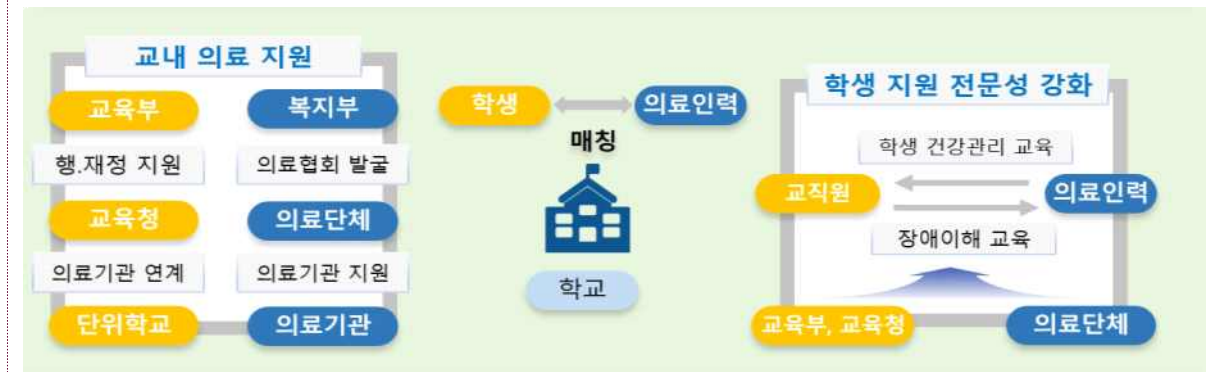 교내 의료 지원
교육부 복지부
행.재정 지원 의료협회 발굴
교육청 의료단체
의료기관 연계 의료기관 지원
단위학교 의료기관
학생 의료인력
매칭
학교
학생 지원 전문성 강화
학생 건강관리 교육
교직원 의료인력
장애이해 교육
교육부, 교육청 의료단체